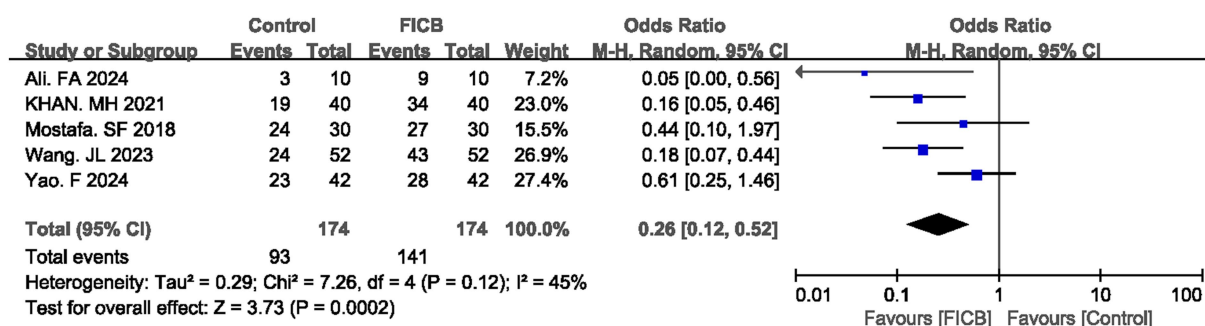 Control FICB Odds Ratio Odds Ratio
Study or Subgroup Events Total Events Total Weight M-H. Random. 95% CI M-H. Random. 95% CI
Ali. FA 2024 3 10 9 10 7.2% 0.05 [0.00, 0.56]
KHAN. MH 2021 19 40 34 40 23.0% 0.16 [0.05, 0.46]
Mostafa. SF 2018 24 30 27 30 15.5% 0.44 [0.10, 1.97]
Wang. JL 2023 24 52 43 52 26.9% 0.18 [0.07, 0.44]
Yao. F 2024 23 42 28 42 27.4% 0.61 [0.25, 1.46]
Total (95% CI) 174 174 100.0% 0.26 [0.12, 0.52]
Total events 93 141
Heterogeneity: Tau² = 0.29; Chi² = 7.26, df = 4 (P = 0.12); I² = 45%
Test for overall effect: Z = 3.73 (P = 0.0002)
0.01 0.1 1 10 100
Favours [FICB] Favours [Control]